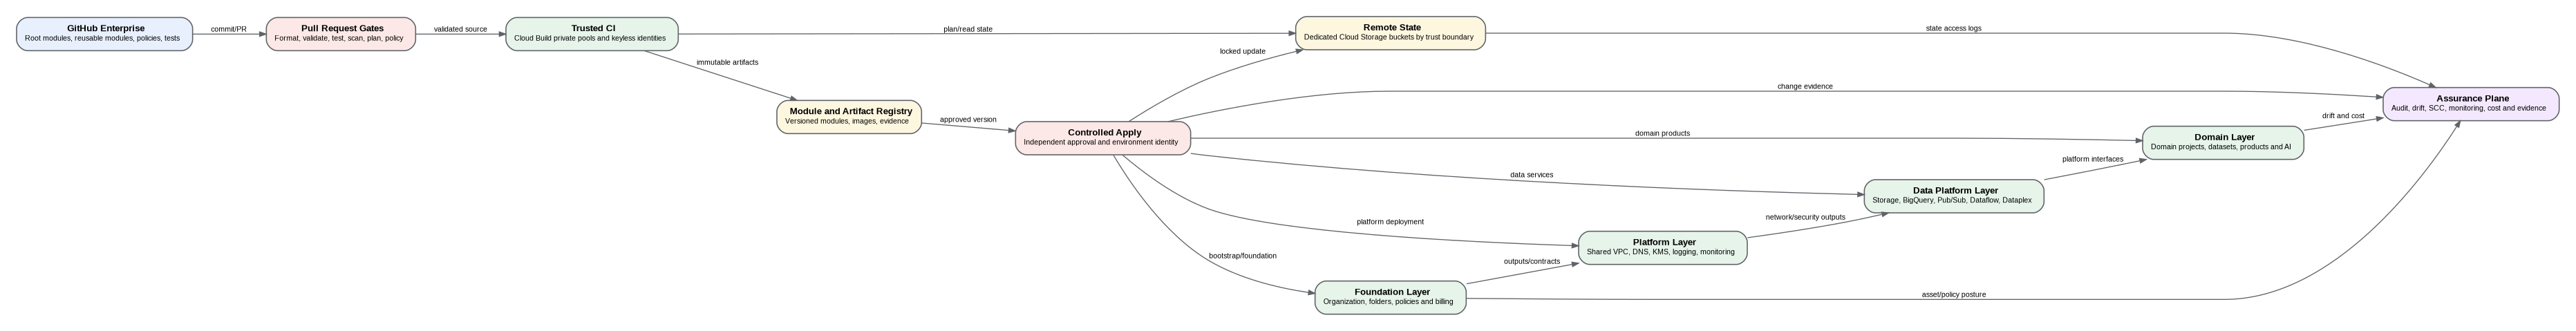 GitHub Enterprise
Root modules, reusable modules, policies, tests
commit/PR
Pull Request Gates
Format, validate, test, scan, plan, policy
validated source
Trusted CI
Cloud Build private pools and keyless identities
plan/read state
immutable artifacts
Remote State
Dedicated Cloud Storage buckets by trust boundary
state access logs
locked update
Module and Artifact Registry
Versioned modules, images, evidence
approved version
Controlled Apply
Independent approval and environment identity
change evidence
Assurance Plane
Audit, drift, SCC, monitoring, cost and evidence
domain products
Domain Layer
Domain projects, datasets, products and AI
drift and cost
data services
platform interfaces
Data Platform Layer
Storage, BigQuery, Pub/Sub, Dataflow, Dataplex
platform deployment
network/security outputs
Platform Layer
Shared VPC, DNS, KMS, logging, monitoring
bootstrap/foundation
outputs/contracts
Foundation Layer
Organization, folders, policies and billing
asset/policy posture